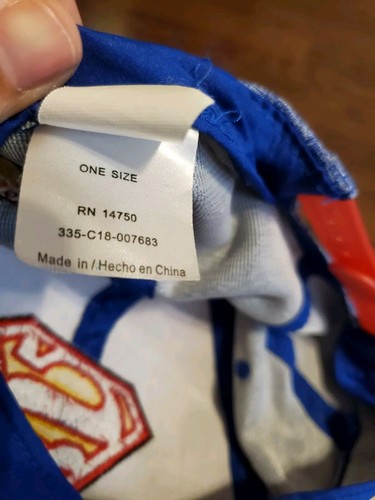 ONE SIZE
RN 14750
335-C18-007683
Made in / Hecho en China